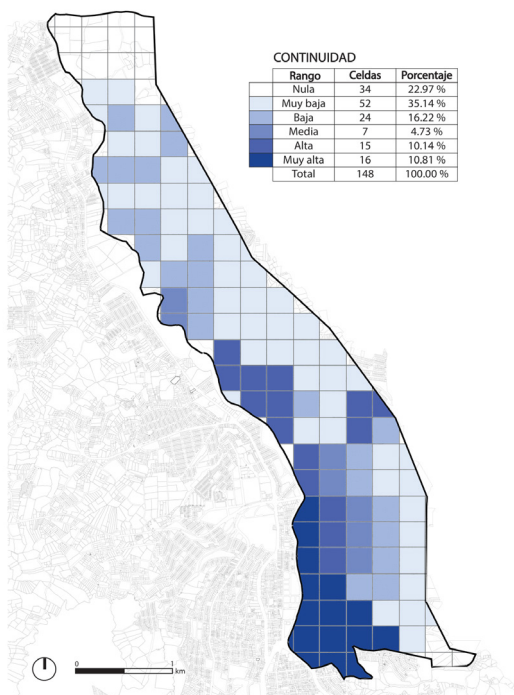 CONTINUIDAD
Rango Celdas Porcentaje
Nula 34 22.97 %
Muy baja 52 35.14 %
Baja 24 16.22 %
Media 7 4.73 %
Alta 15 10.14 %
Muy alta 16 10.81 %
Total 148 100.00 %
0 1
km